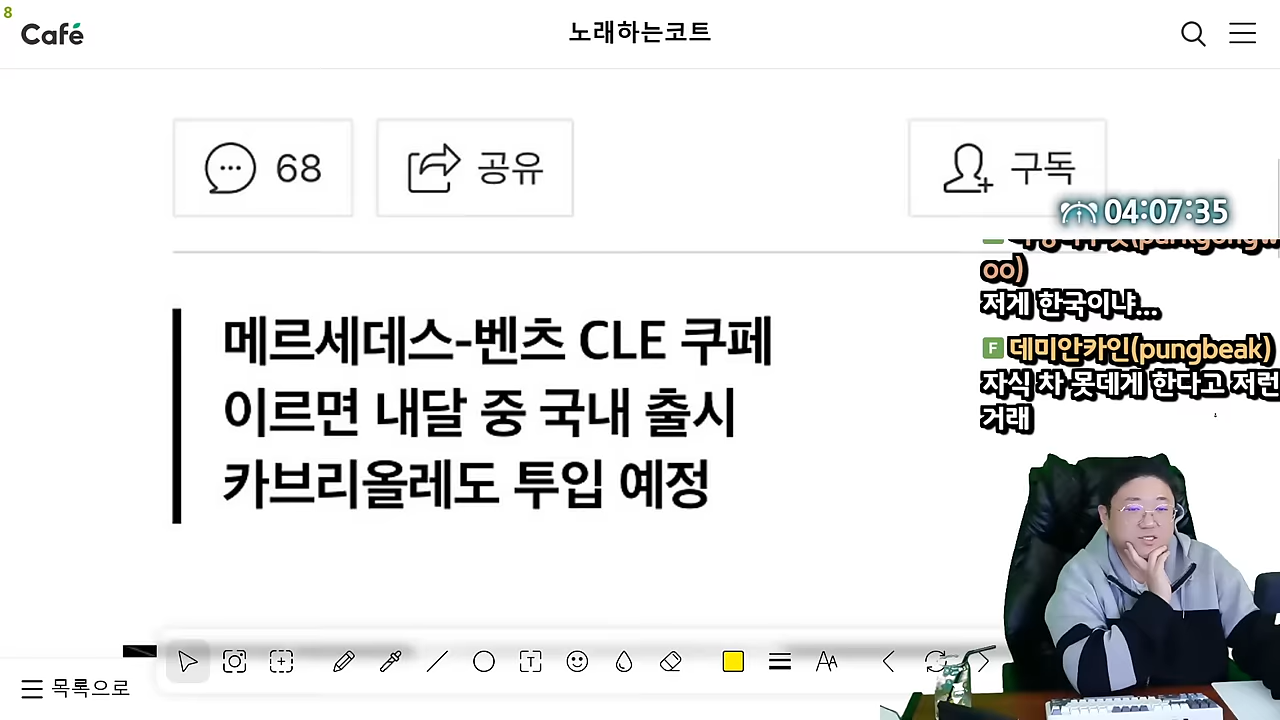 8
Café
노래하는코트
68
공유
구독
04:07:35
oo)
저게 한국이냐...
F 데미안카인(pungbeak)
자식 차 못데게 한다고 저런
거래
메르세데스-벤츠 CLE 쿠페
이르면 내달 중 국내 출시
카브리올레도 투입 예정
T
AA
목록으로